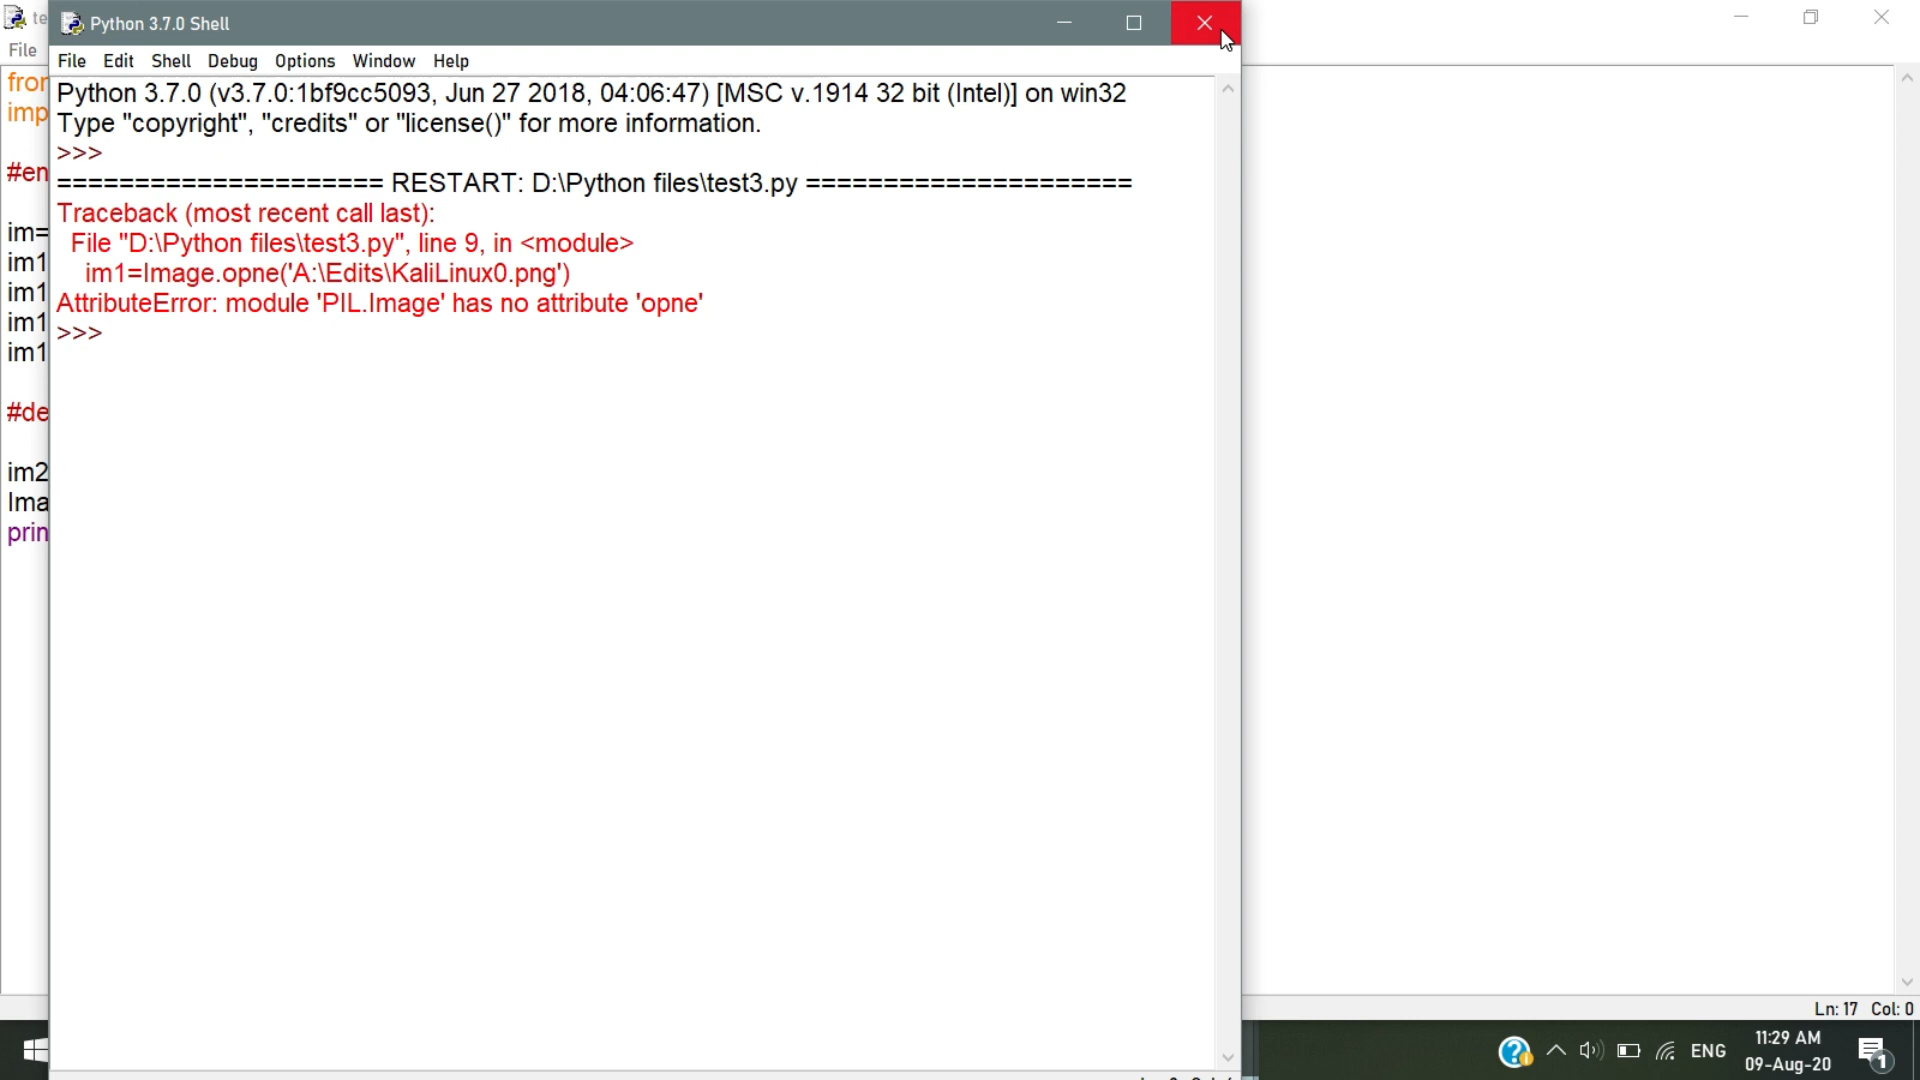 te
Python 3.7.0 Shell
File
File Edit Shell Debug Options Window Help
Python 3.7.0 (v3.7.0:1bf9cc5093, Jun 27 2018, 04:06:47) [MSC v.1914 32 bit (Intel)] on win32
Type "copyright", "credits" or "license()" for more information.
>>>
===================== RESTART: D:\Python files\test3.py =====================
Traceback (most recent call last):
File "D:\Python files\test3.py", line 9, in <module>
im1=Image.opne('A:\Edits\KaliLinux0.png')
AttributeError: module 'PIL.Image' has no attribute 'opne'
>>>
from
imp
#en
im=
im1
im1
im1
im1
#de
im2
Ima
prin
Ln: 17 Col: 0
ENG
11:29 AM
09-Aug-20
1